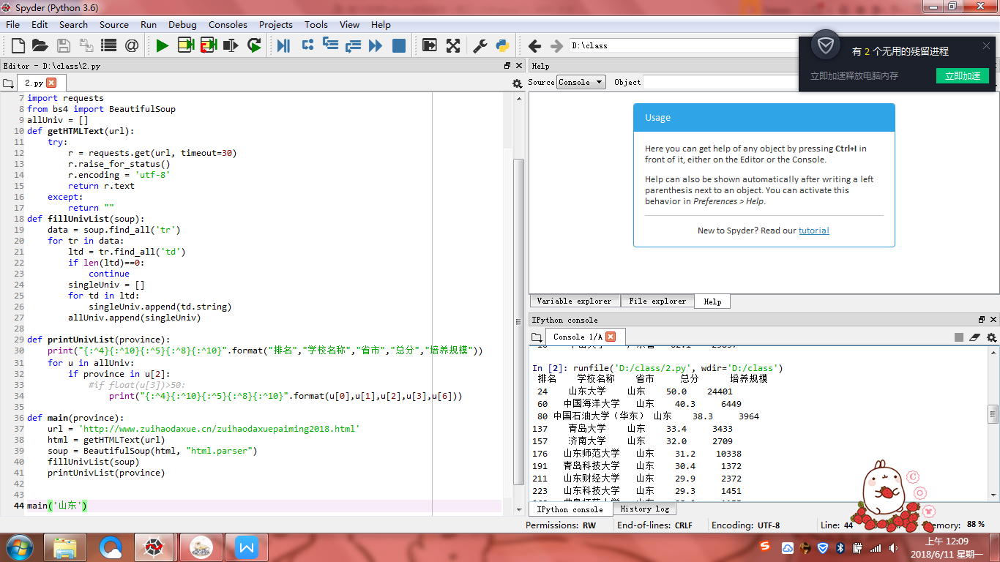 Spyder (Python 3.6)
File Edit Search Source Run Debug Consoles Projects Tools View Help
D:\class
有 2 个无用的残留进程
立即加速释放电脑内存 立即加速
Editor - D:\class\2.py
2.py
7 import requests
8 from bs4 import BeautifulSoup
9 allUniv = []
10 def getHTMLText(url):
11 try:
12 r = requests.get(url, timeout=30)
13 r.raise_for_status()
14 r.encoding = 'utf-8'
15 return r.text
16 except:
17 return ""
18 def fillUnivList(soup):
19 data = soup.find_all('tr')
20 for tr in data:
21 ltd = tr.find_all('td')
22 if len(ltd)==0:
23 continue
24 singleUniv = []
25 for td in ltd:
26 singleUniv.append(td.string)
27 allUniv.append(singleUniv)
28
29 def printUnivList(province):
30 print("{:^4}{:^10}{:^5}{:^8}{:^10}".format("排名","学校名称","省市","总分","培养规模"))
31 for u in allUniv:
32 if province in u[2]:
33 #if float(u[3])>50:
34 print("{:^4}{:^10}{:^5}{:^8}{:^10}".format(u[0],u[1],u[2],u[3],u[6]))
35
36 def main(province):
37 url = 'http://www.zuihaodaxue.cn/zuihaodaxuepaiming2018.html'
38 html = getHTMLText(url)
39 soup = BeautifulSoup(html, "html.parser")
40 fillUnivList(soup)
41 printUnivList(province)
42
43
44 main('山东')
Help
Source Console Object
Usage
Here you can get help of any object by pressing Ctrl+I in
front of it, either on the Editor or the Console.
Help can also be shown automatically after writing a left
parenthesis next to an object. You can activate this
behavior in Preferences > Help.
New to Spyder? Read our tutorial
Variable explorer File explorer Help
IPython console
Console 1/A
In [2]: runfile('D:/class/2.py', wdir='D:/class')
排名 学校名称 省市 总分 培养规模
24 山东大学 山东 50.0 24401
60 中国海洋大学 山东 40.3 6449
80 中国石油大学（华东） 山东 38.3 3964
137 青岛大学 山东 33.4 3433
157 济南大学 山东 32.0 2709
176 山东师范大学 山东 31.2 10338
191 青岛科技大学 山东 30.4 1372
211 山东财经大学 山东 29.9 2372
223 山东科技大学 山东 29.3 1451
IPython console History log
Permissions: RW End-of-lines: CRLF Encoding: UTF-8 Line: 44 Memory: 88 %
上午 12:09
2018/6/11 星期一